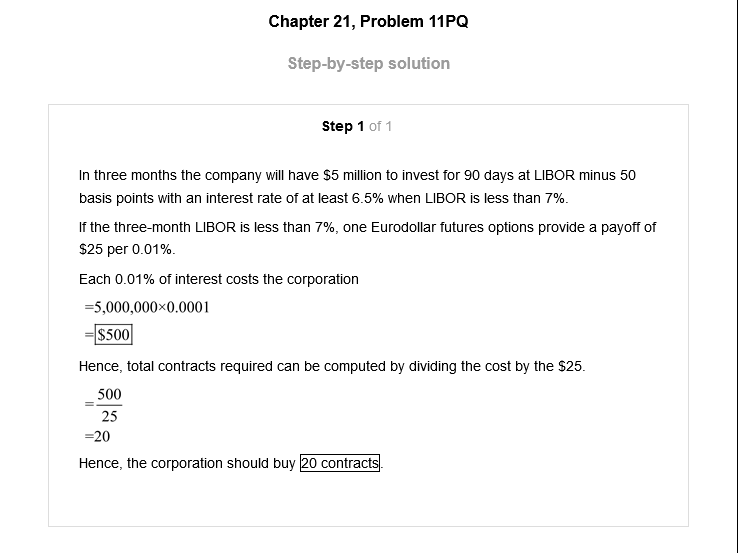 Chapter 21, Problem 11PQ
Step-by-step solution
Step 1 of 1
In three months the company will have $5 million to invest for 90 days at LIBOR minus 50
basis points with an interest rate of at least 6.5% when LIBOR is less than 7%.
If the three-month LIBOR is less than 7%, one Eurodollar futures options provide a payoff of
$25 per 0.01%.
Each 0.01% of interest costs the corporation
=5,000,000×0.0001
=$500
Hence, total contracts required can be computed by dividing the cost by the $25.
=500
25
=20
Hence, the corporation should buy 20 contracts.